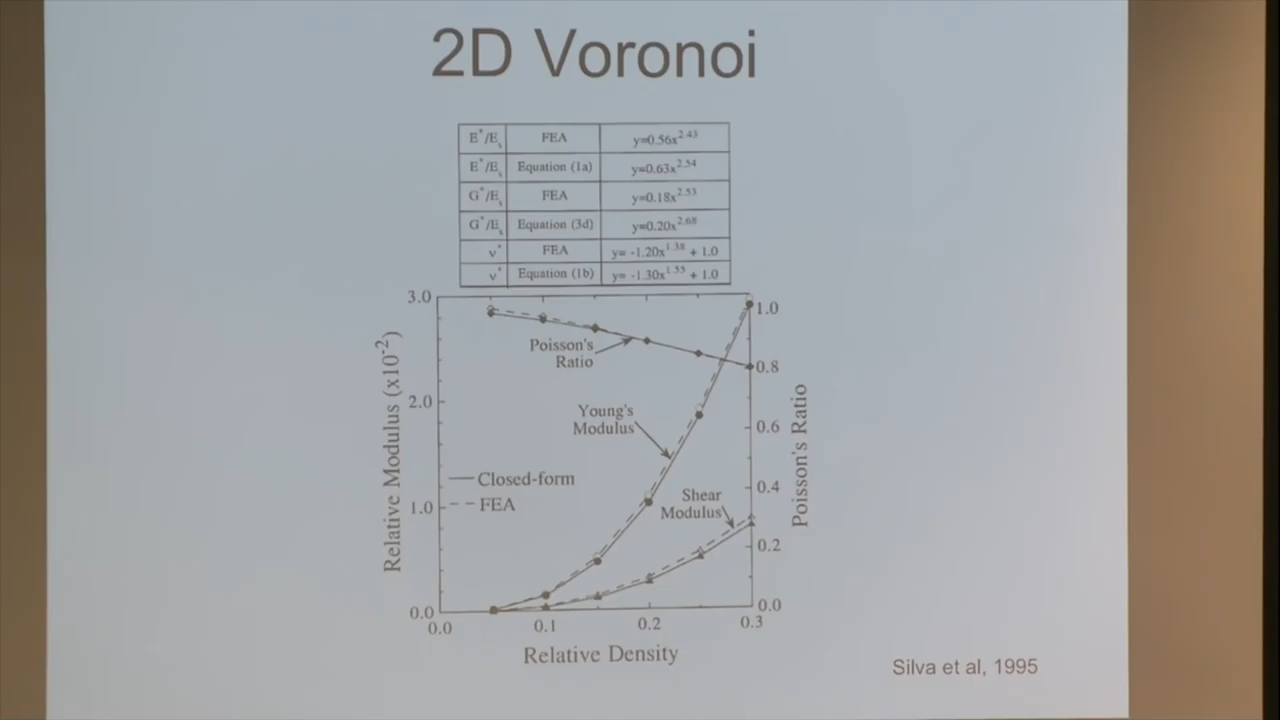 2D Voronoi
E*/Es FEA y=0.56x^2.43
E*/Es Equation (1a) y=0.63x^2.54
G*/Es FEA y=0.18x^2.53
G*/Es Equation (3d) y=0.20x^2.68
ν* FEA y= -1.20x^1.38 + 1.0
ν* Equation (1b) y= -1.30x^1.55 + 1.0
3.0
1.0
Poisson's
Ratio
0.8
2.0
Young's
Modulus
0.6
Relative Modulus (x10^-2)
Poisson's Ratio
Closed-form
FEA
0.4
1.0
Shear
Modulus
0.2
0.0
0.0
0.0
0.1
0.2
0.3
Relative Density
Silva et al, 1995